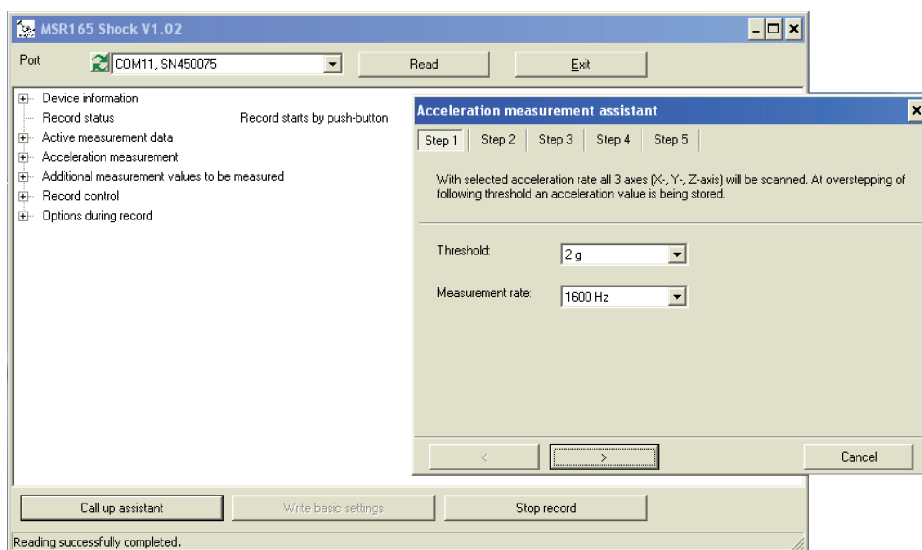 MSR165 Shock V1.02
Port
COM11, SN450075
Read
Exit
Device information
Record status
Record starts by push-button
Active measurement data
Acceleration measurement
Additional measurement values to be measured
Record control
Options during record
Acceleration measurement assistant
Step 1
Step 2
Step 3
Step 4
Step 5
With selected acceleration rate all 3 axes (X-, Y-, Z-axis) will be scanned. At overstepping of
following threshold an acceleration value is being stored.
Threshold:
2 g
Measurement rate:
1600 Hz
<
>
Cancel
Call up assistant
Write basic settings
Stop record
Reading successfully completed.